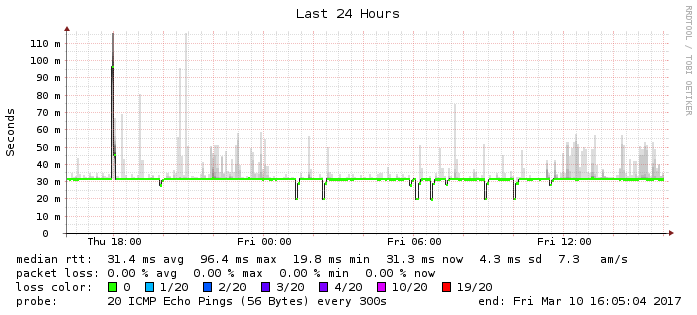 Last 24 Hours
RRDTOOL / TOBI OETIKER
Seconds
110 m
100 m
90 m
80 m
70 m
60 m
50 m
40 m
30 m
20 m
10 m
0
Thu 18:00 Fri 00:00 Fri 06:00 Fri 12:00
median rtt: 31.4 ms avg 96.4 ms max 19.8 ms min 31.3 ms now 4.3 ms sd 7.3 am/s
packet loss: 0.00 % avg 0.00 % max 0.00 % min 0.00 % now
loss color: 0 1/20 2/20 3/20 4/20 10/20 19/20
probe: 20 ICMP Echo Pings (56 Bytes) every 300s end: Fri Mar 10 16:05:04 2017